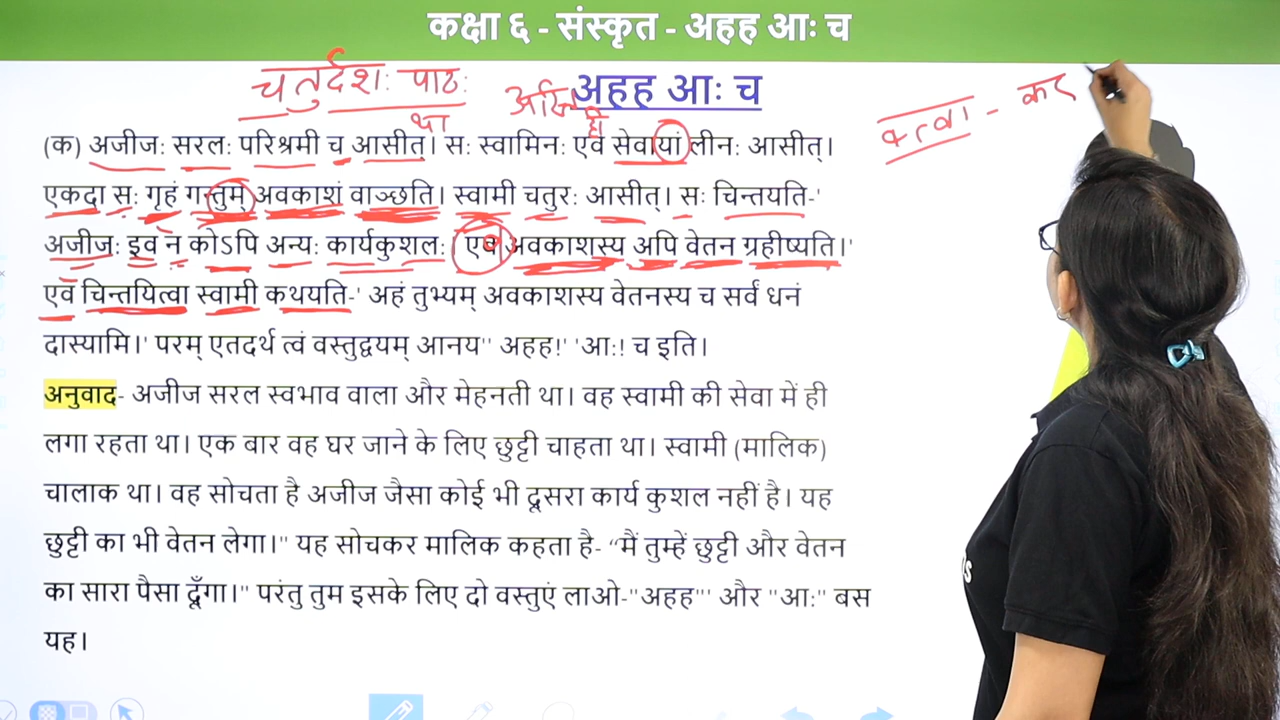 कक्षा ६ - संस्कृत - अहह आः च
चतुर्दशः पाठः
अहह आः च
क्त्वा - कर
था
ही
(क) अजीज: सरल: परिश्रमी च आसीत्। स: स्वामिन: एव सेवायां लीन: आसीत्।
एकदा स: गृहं गन्तुम् अवकाशं वाञ्छति। स्वामी चतुर: आसीत्। स: चिन्तयति-'
अजीज: इव न कोऽपि अन्य: कार्यकुशल:। एव अवकाशस्य अपि वेतन ग्रहीष्यति।'
एवं चिन्तयित्वा स्वामी कथयति-' अहं तुभ्यम् अवकाशस्य वेतनस्य च सर्वं धनं
दास्यामि।' परम् एतदर्थ त्वं वस्तुद्वयम् आनय'' अहह!' 'आ:! च इति।
अनुवाद- अजीज सरल स्वभाव वाला और मेहनती था। वह स्वामी की सेवा में ही
लगा रहता था। एक बार वह घर जाने के लिए छुट्टी चाहता था। स्वामी (मालिक)
चालाक था। वह सोचता है अजीज जैसा कोई भी दूसरा कार्य कुशल नहीं है। यह
छुट्टी का भी वेतन लेगा।'' यह सोचकर मालिक कहता है- “मैं तुम्हें छुट्टी और वेतन
का सारा पैसा दूँगा।'' परंतु तुम इसके लिए दो वस्तुएं लाओ-''अहह''' और ''आ:'' बस
यह।